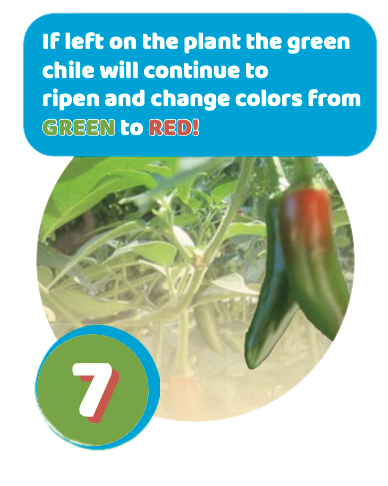 If left on the plant the green
chile will continue to
ripen and change colors from
GREEN to RED!
7